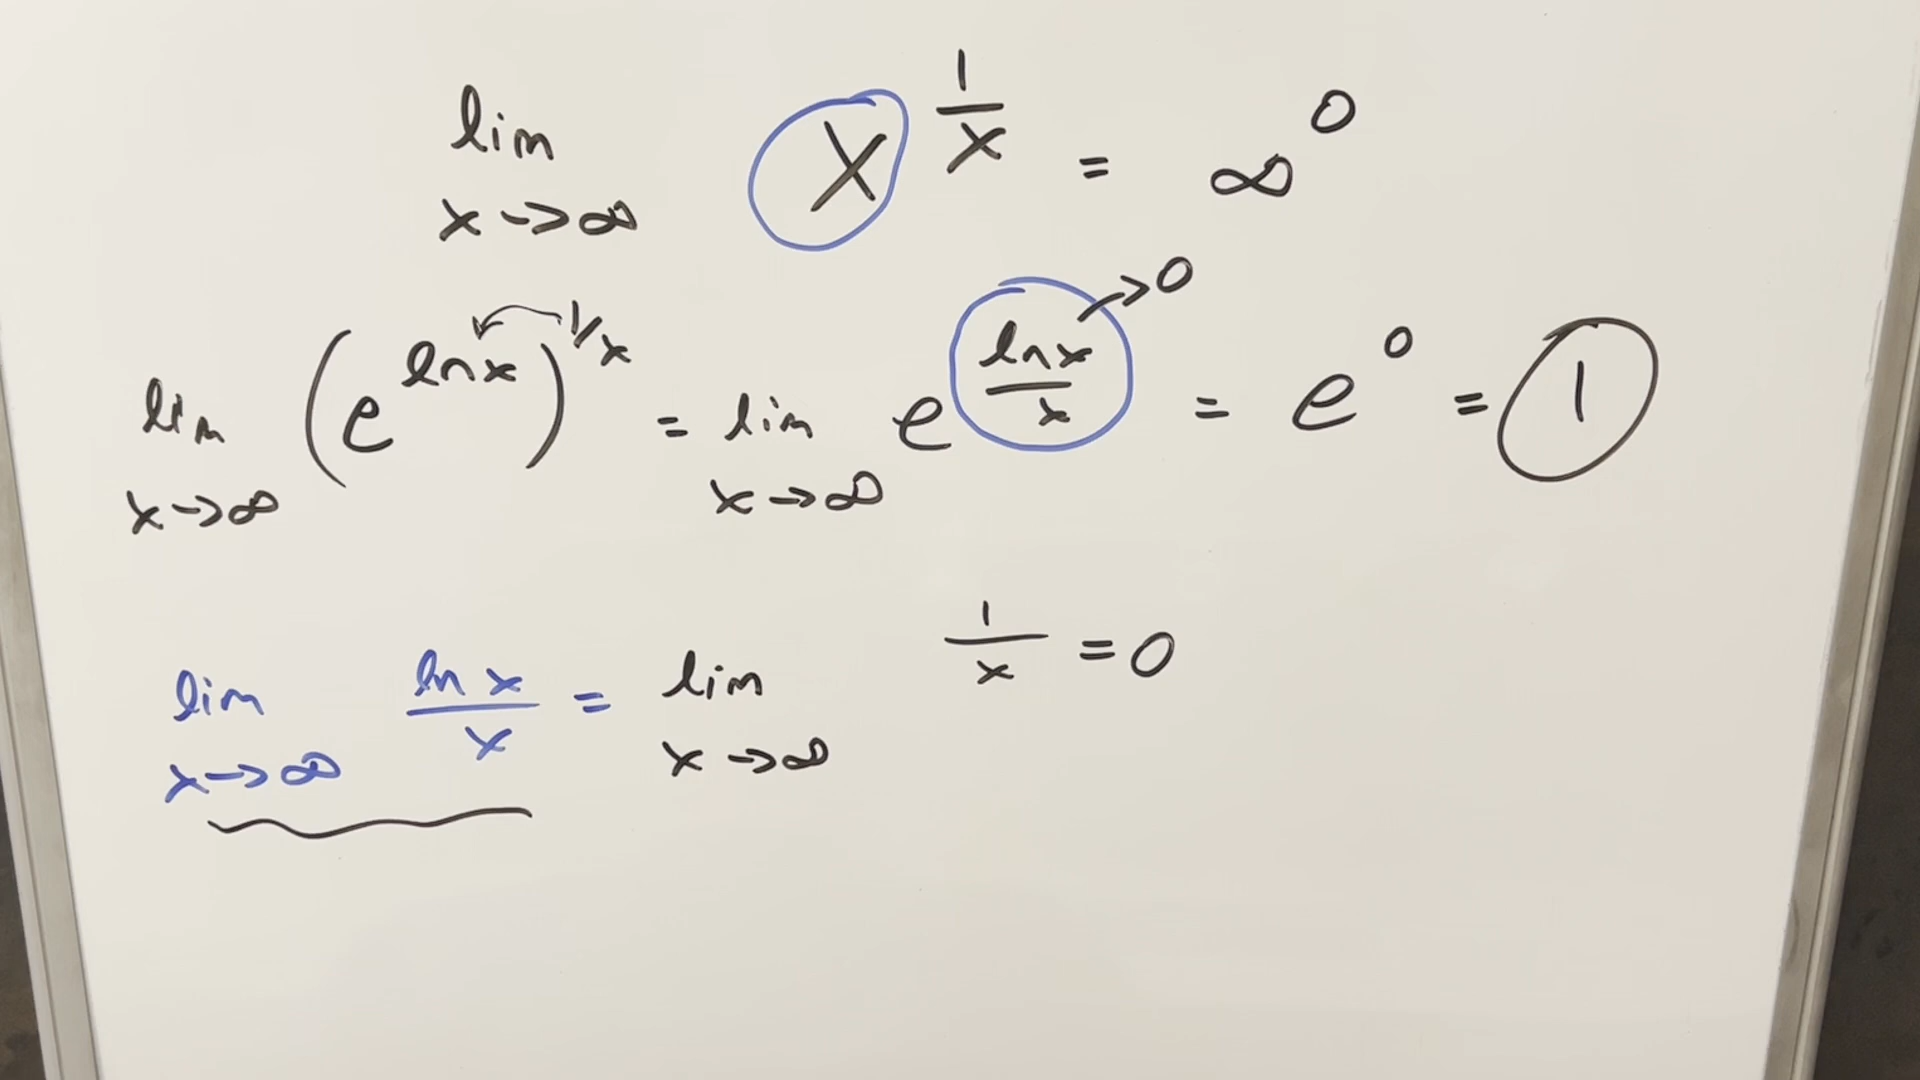 lim x→∞ x^(1/x) = ∞^0
lim x→∞ (e^(ln x))^(1/x) = lim x→∞ e^(ln x / x) →0 = e^0 = 1
lim x→∞ ln x / x = lim x→∞ 1/x = 0